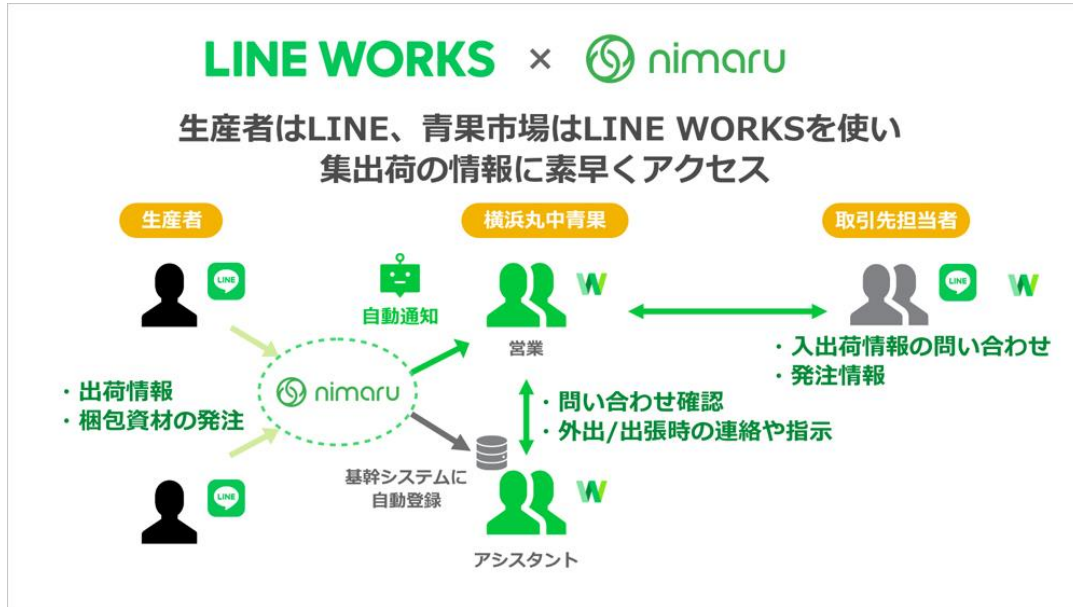 LINE WORKS × nimaru
生産者はLINE、青果市場はLINE WORKSを使い
集出荷の情報に素早くアクセス
生産者
横浜丸中青果
取引先担当者
LINE
自動通知
営業
LINE
・入出荷情報の問い合わせ
・発注情報
・出荷情報
・梱包資材の発注
nimaru
・問い合わせ確認
・外出/出張時の連絡や指示
基幹システムに
自動登録
LINE
アシスタント